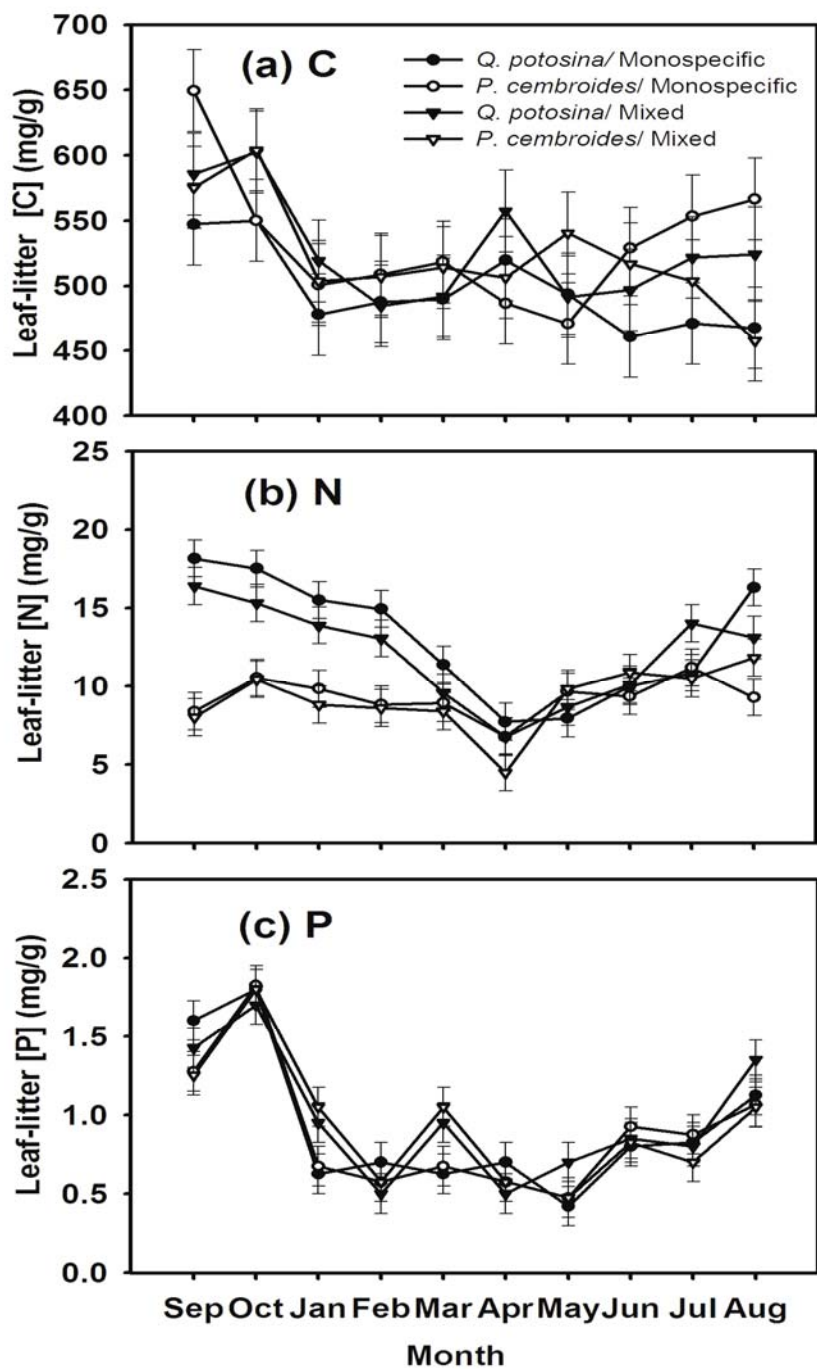 700
650
600
550
500
450
400
Leaf-litter [C] (mg/g)
(a) C
Q. potosina/ Monospecific
P. cembroides/ Monospecific
Q. potosina/ Mixed
P. cembroides/ Mixed
25
20
15
10
5
0
Leaf-litter [N] (mg/g)
(b) N
2.5
2.0
1.5
1.0
0.5
0.0
Leaf-litter [P] (mg/g)
(c) P
Sep Oct Jan Feb Mar Apr May Jun Jul Aug
Month